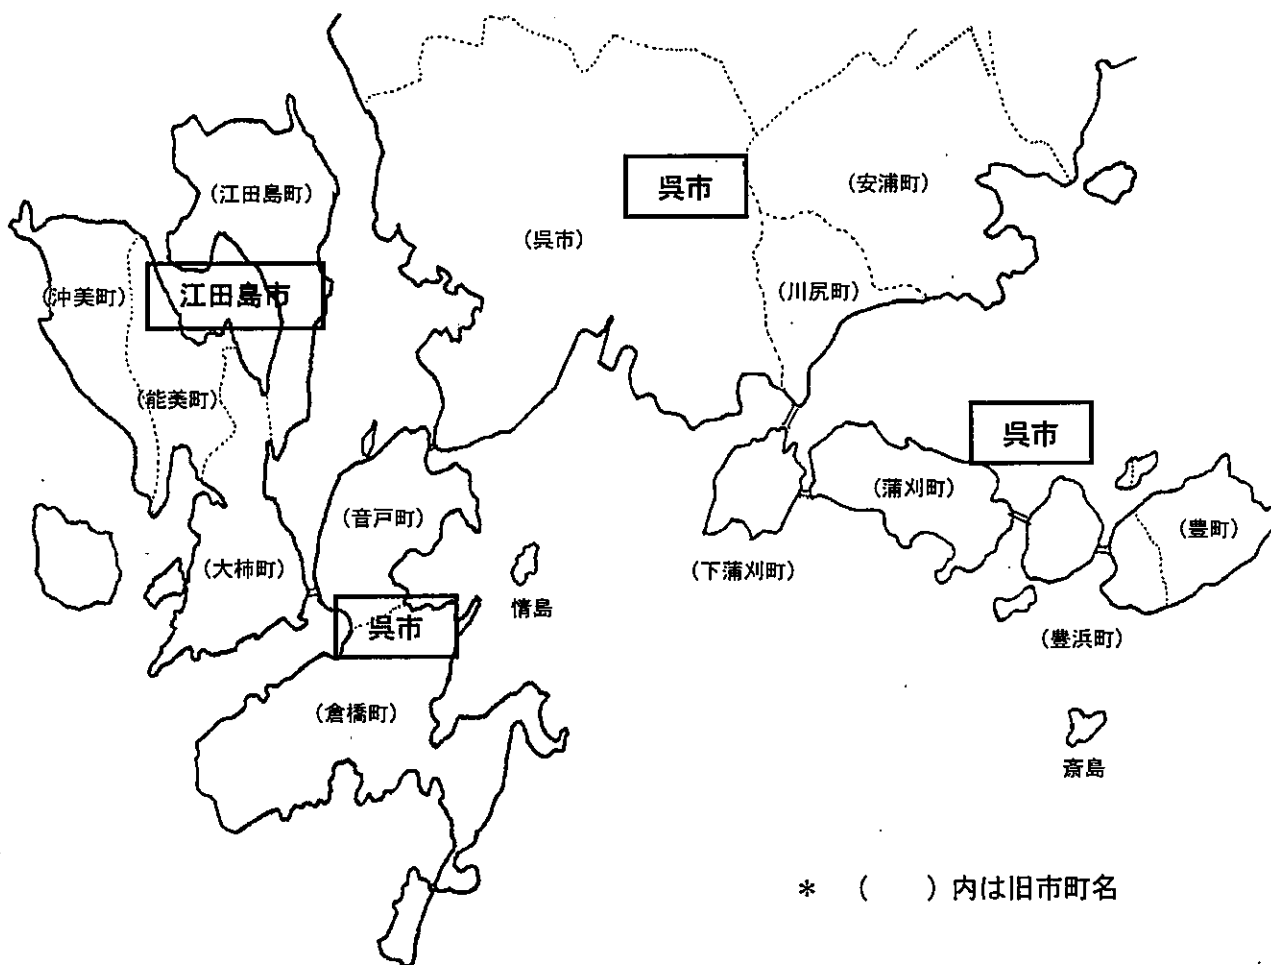 呉市
(安浦町)
(江田島町)
(呉市)
(川尻町)
(沖美町)
江田島市
(能美町)
呉市
(蒲刈町)
(音戸町)
(豊町)
(大柿町)
(下蒲刈町)
情島
呉市
(豊浜町)
(倉橋町)
斎島
* ( )内は旧市町名